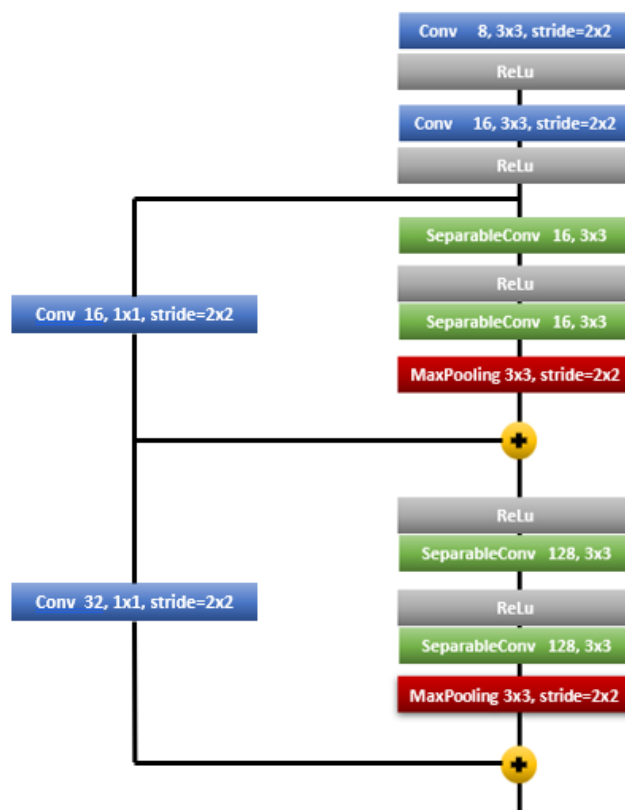 Conv 8, 3x3, stride=2x2
ReLu
Conv 16, 3x3, stride=2x2
ReLu
SeparableConv 16, 3x3
ReLu
Conv 16, 1x1, stride=2x2
SeparableConv 16, 3x3
MaxPooling 3x3, stride=2x2
+
ReLu
SeparableConv 128, 3x3
Conv 32, 1x1, stride=2x2
ReLu
SeparableConv 128, 3x3
MaxPooling 3x3, stride=2x2
+